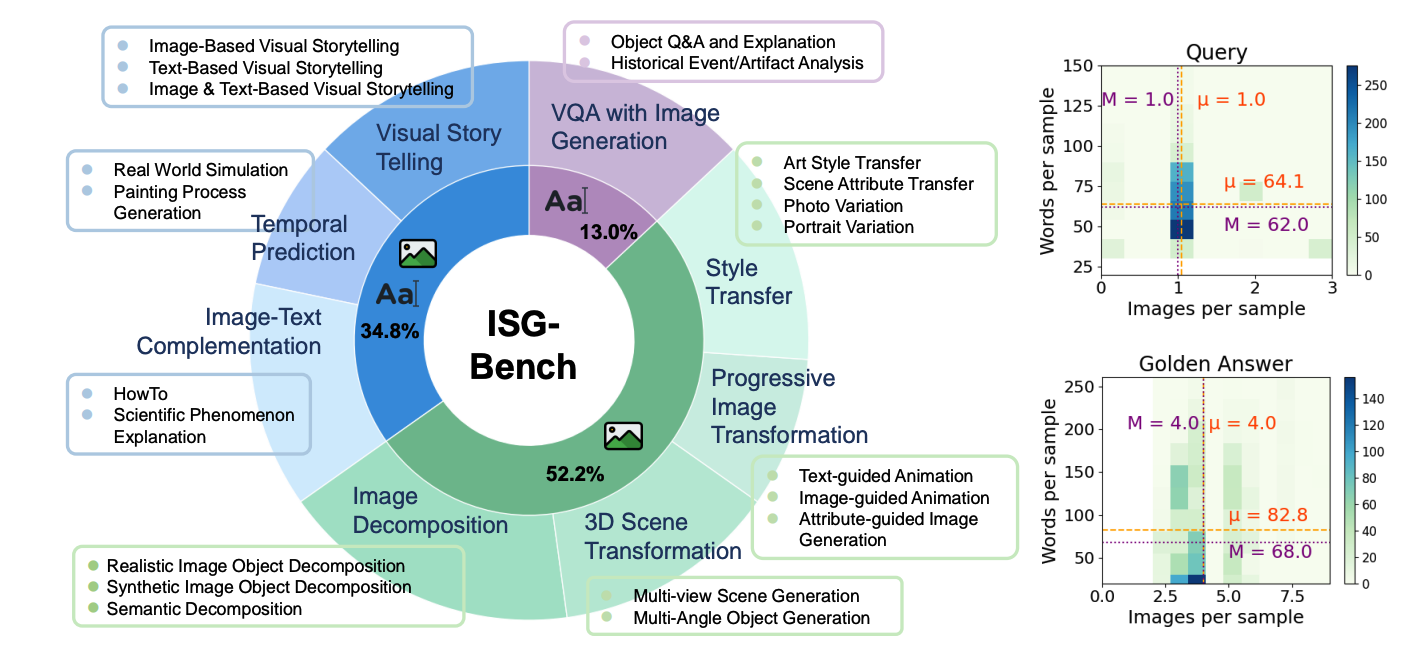 Image-Based Visual Storytelling
Text-Based Visual Storytelling
Image & Text-Based Visual Storytelling
Object Q&A and Explanation
Historical Event/Artifact Analysis
Visual Story
Telling
VQA with Image
Generation
Real World Simulation
Painting Process
Generation
Temporal
Prediction
Art Style Transfer
Scene Attribute Transfer
Photo Variation
Portrait Variation
Aa
13.0%
Aa
34.8%
Style
Transfer
Image-Text
Complementation
ISG-
Bench
HowTo
Scientific Phenomenon
Explanation
Progressive
Image
Transformation
52.2%
Text-guided Animation
Image-guided Animation
Attribute-guided Image
Generation
Image
Decomposition
3D Scene
Transformation
Realistic Image Object Decomposition
Synthetic Image Object Decomposition
Semantic Decomposition
Multi-view Scene Generation
Multi-Angle Object Generation
Query
Words per sample
150
125
100
75
50
25
M = 1.0
μ = 1.0
μ = 64.1
M = 62.0
0 1 2 3
Images per sample
250
200
150
100
50
0
Golden Answer
Words per sample
250
200
150
100
50
M = 4.0
μ = 4.0
μ = 82.8
M = 68.0
0.0 2.5 5.0 7.5
Images per sample
140
120
100
80
60
40
20
0